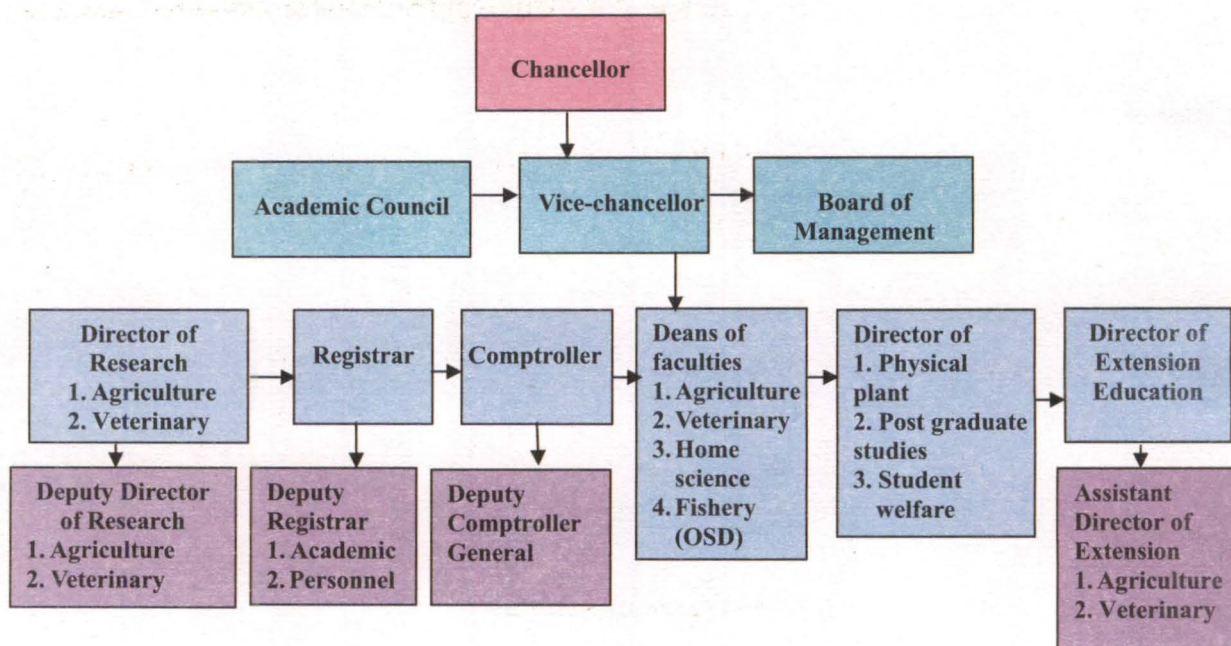 Chancellor
Academic Council
Vice-chancellor
Board of
Management
Director of
Research
1. Agriculture
2. Veterinary
Registrar
Comptroller
Deans of
faculties
1. Agriculture
2. Veterinary
3. Home
science
4. Fishery
(OSD)
Director of
1. Physical
plant
2. Post graduate
studies
3. Student
welfare
Director of
Extension
Education
Deputy Director
of Research
1. Agriculture
2. Veterinary
Deputy
Registrar
1. Academic
2. Personnel
Deputy
Comptroller
General
Assistant
Director of
Extension
1. Agriculture
2. Veterinary